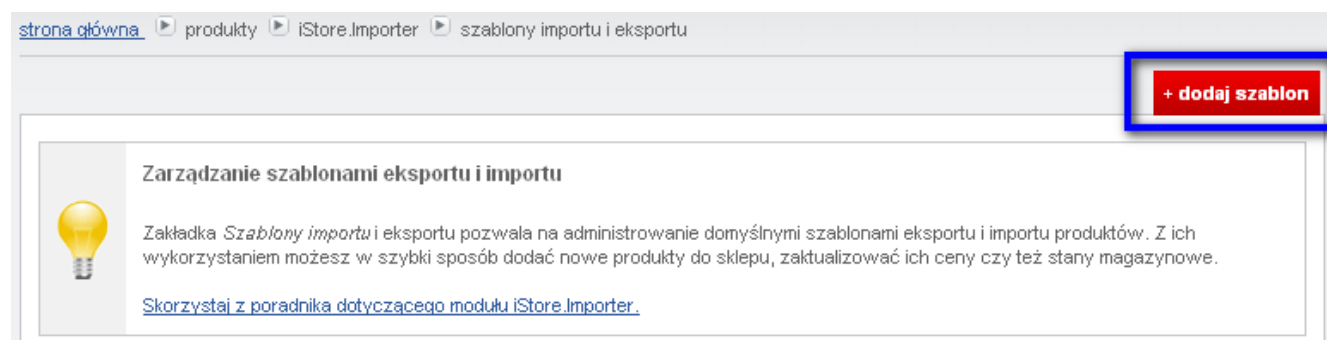 strona główna produkty iStore.Importer szablony importu i eksportu
+ dodaj szablon
Zarządzanie szablonami eksportu i importu
Zakładka Szablony importu i eksportu pozwala na administrowanie domyślnymi szablonami eksportu i importu produktów. Z ich
wykorzystaniem możesz w szybki sposób dodać nowe produkty do sklepu, zaktualizować ich ceny czy też stany magazynowe.
Skorzystaj z poradnika dotyczącego modułu iStore.Importer.